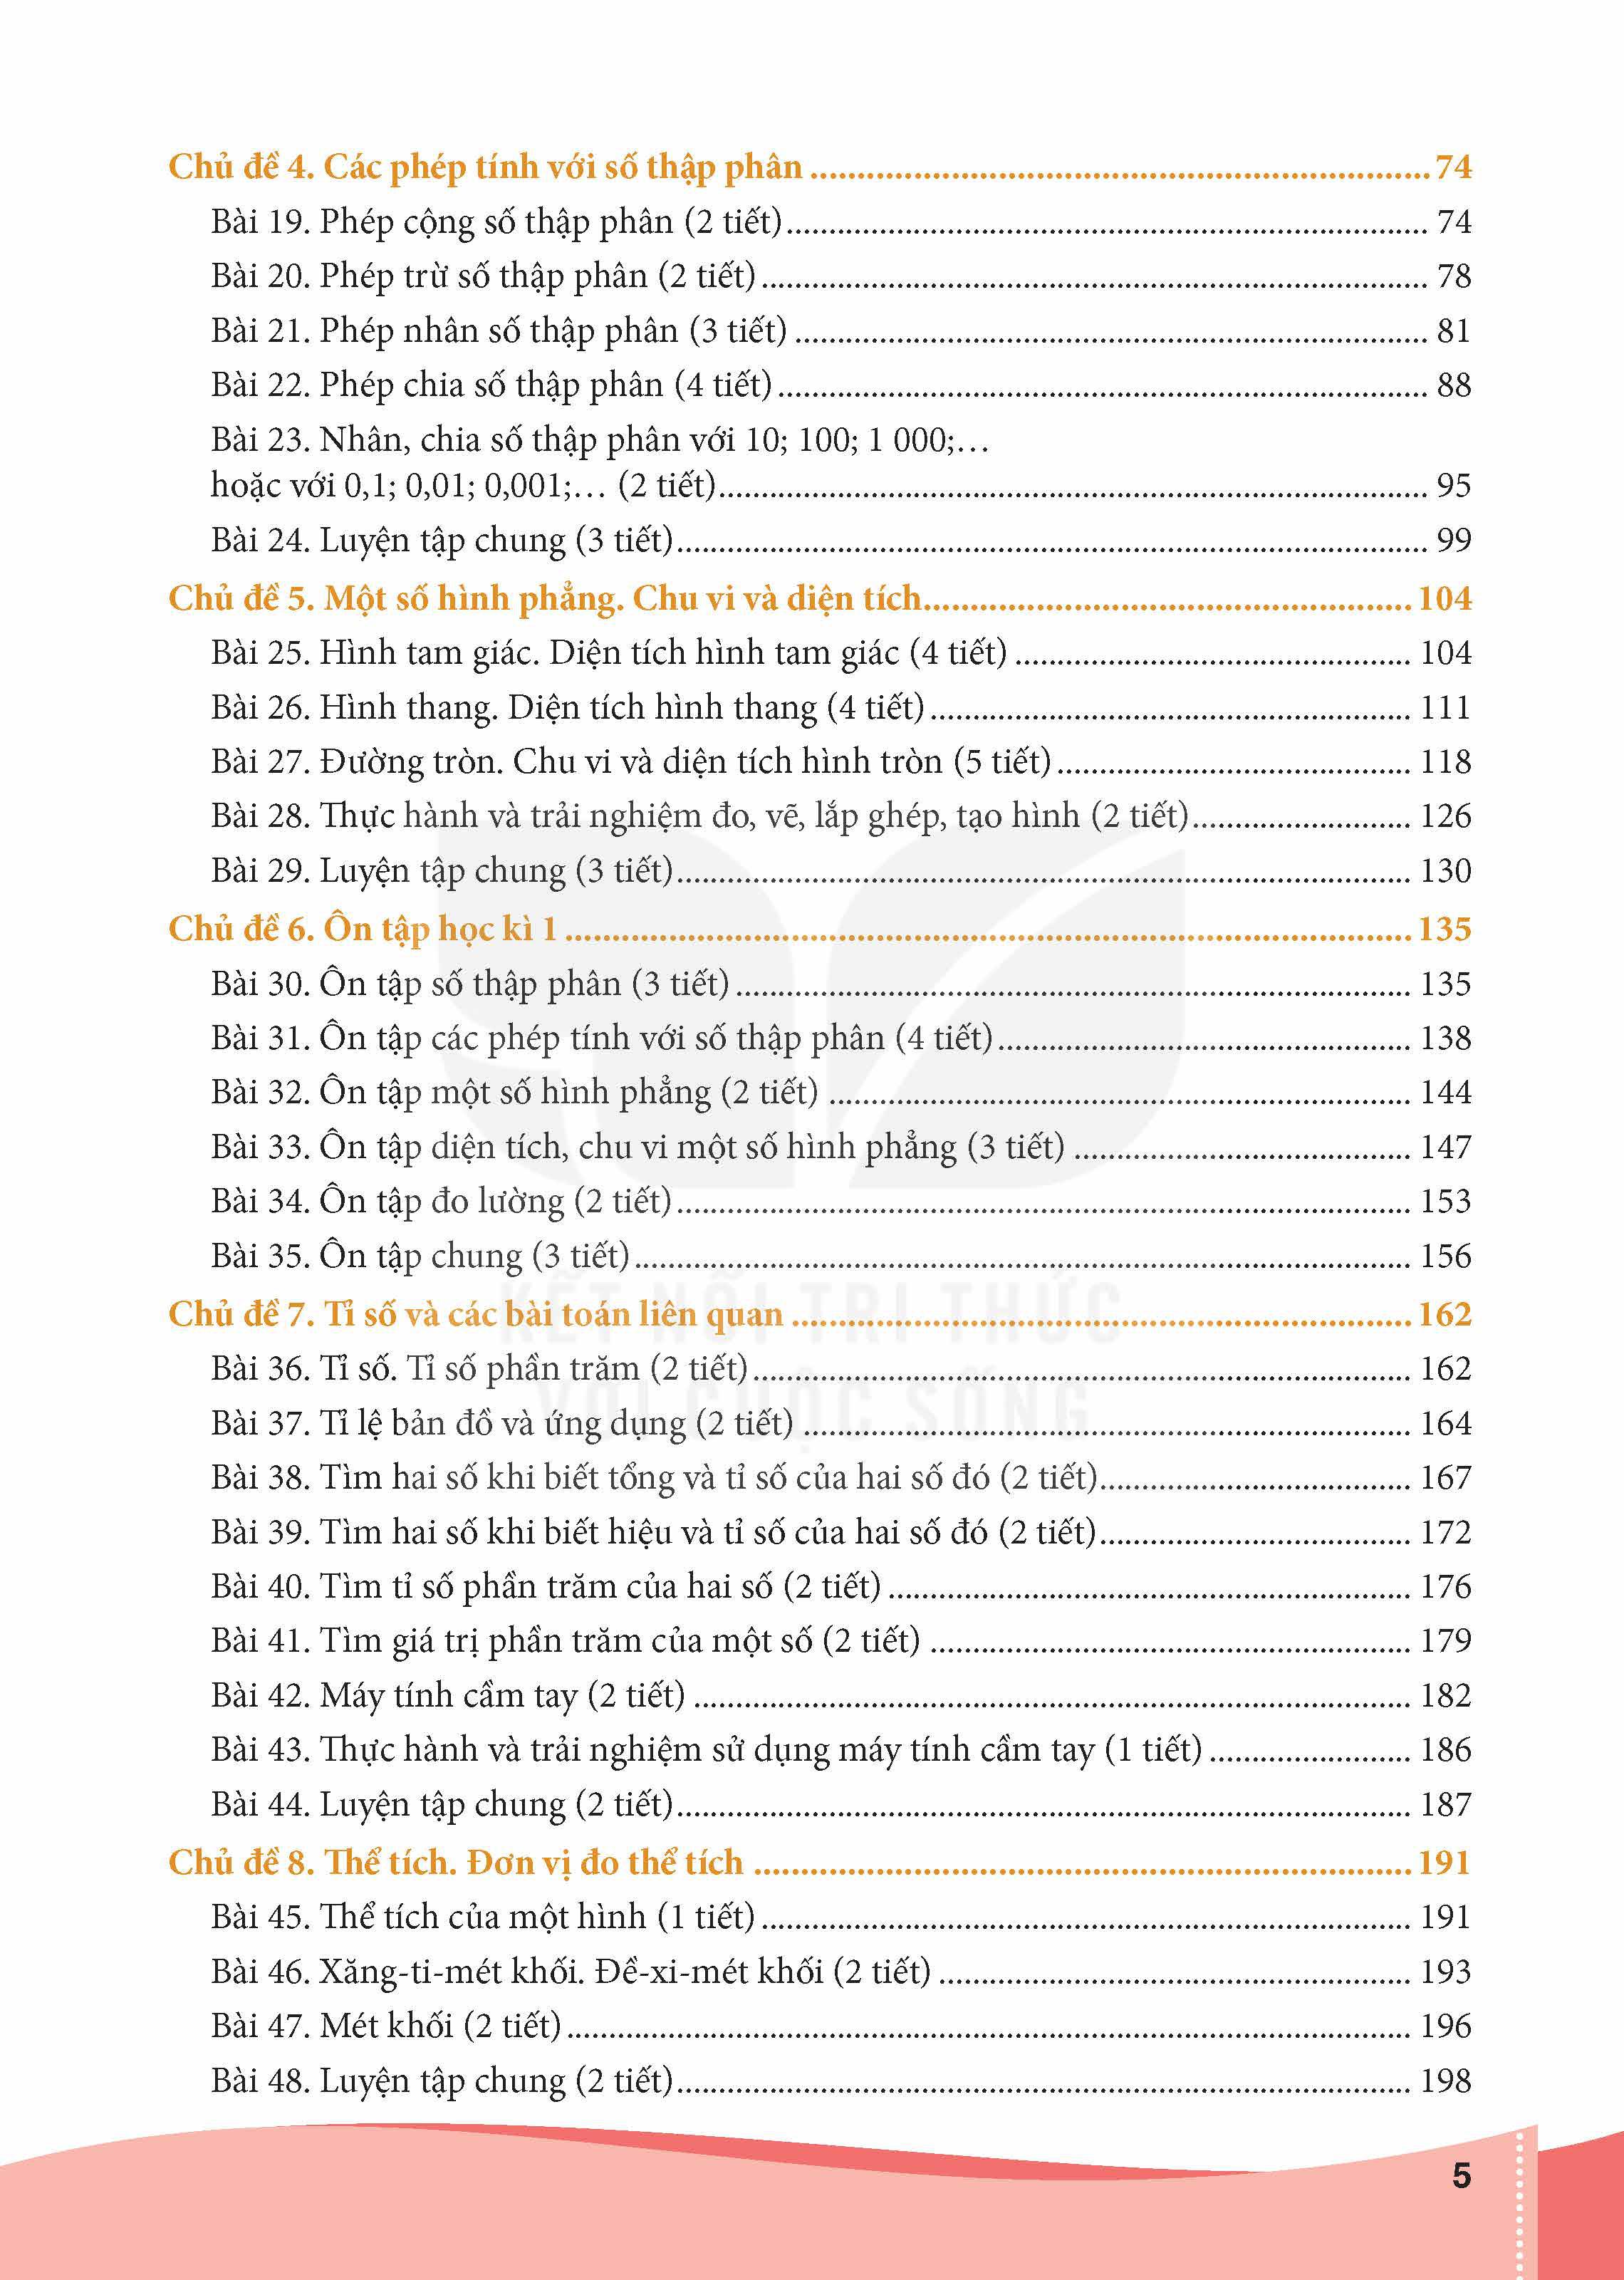 Chủ đề 4. Các phép tính với số thập phân ........ 74
Bài 19. Phép cộng số thập phân (2 tiết) ........ 74
Bài 20. Phép trừ số thập phân (2 tiết) ........ 78
Bài 21. Phép nhân số thập phân (3 tiết) ........ 81
Bài 22. Phép chia số thập phân (4 tiết) ........ 88
Bài 23. Nhân, chia số thập phân với 10; 100; 1 000;…
hoặc với 0,1; 0,01; 0,001;… (2 tiết) ........ 95
Bài 24. Luyện tập chung (3 tiết) ........ 99
Chủ đề 5. Một số hình phẳng. Chu vi và diện tích ........ 104
Bài 25. Hình tam giác. Diện tích hình tam giác (4 tiết) ........ 104
Bài 26. Hình thang. Diện tích hình thang (4 tiết) ........ 111
Bài 27. Đường tròn. Chu vi và diện tích hình tròn (5 tiết) ........ 118
Bài 28. Thực hành và trải nghiệm đo, vẽ, lắp ghép, tạo hình (2 tiết) ........ 126
Bài 29. Luyện tập chung (3 tiết) ........ 130
Chủ đề 6. Ôn tập học kì 1 ........ 135
Bài 30. Ôn tập số thập phân (3 tiết) ........ 135
Bài 31. Ôn tập các phép tính với số thập phân (4 tiết) ........ 138
Bài 32. Ôn tập một số hình phẳng (2 tiết) ........ 144
Bài 33. Ôn tập diện tích, chu vi một số hình phẳng (3 tiết) ........ 147
Bài 34. Ôn tập đo lường (2 tiết) ........ 153
Bài 35. Ôn tập chung (3 tiết) ........ 156
KẾT NỐI TRI THỨC
Chủ đề 7. Tỉ số và các bài toán liên quan ........ 162
Bài 36. Tỉ số. Tỉ số phần trăm (2 tiết) ........ 162
VỚI CUỘC SỐNG
Bài 37. Tỉ lệ bản đồ và ứng dụng (2 tiết) ........ 164
Bài 38. Tìm hai số khi biết tổng và tỉ số của hai số đó (2 tiết) ........ 167
Bài 39. Tìm hai số khi biết hiệu và tỉ số của hai số đó (2 tiết) ........ 172
Bài 40. Tìm tỉ số phần trăm của hai số (2 tiết) ........ 176
Bài 41. Tìm giá trị phần trăm của một số (2 tiết) ........ 179
Bài 42. Máy tính cầm tay (2 tiết) ........ 182
Bài 43. Thực hành và trải nghiệm sử dụng máy tính cầm tay (1 tiết) ........ 186
Bài 44. Luyện tập chung (2 tiết) ........ 187
Chủ đề 8. Thể tích. Đơn vị đo thể tích ........ 191
Bài 45. Thể tích của một hình (1 tiết) ........ 191
Bài 46. Xăng-ti-mét khối. Đề-xi-mét khối (2 tiết) ........ 193
Bài 47. Mét khối (2 tiết) ........ 196
Bài 48. Luyện tập chung (2 tiết) ........ 198
5